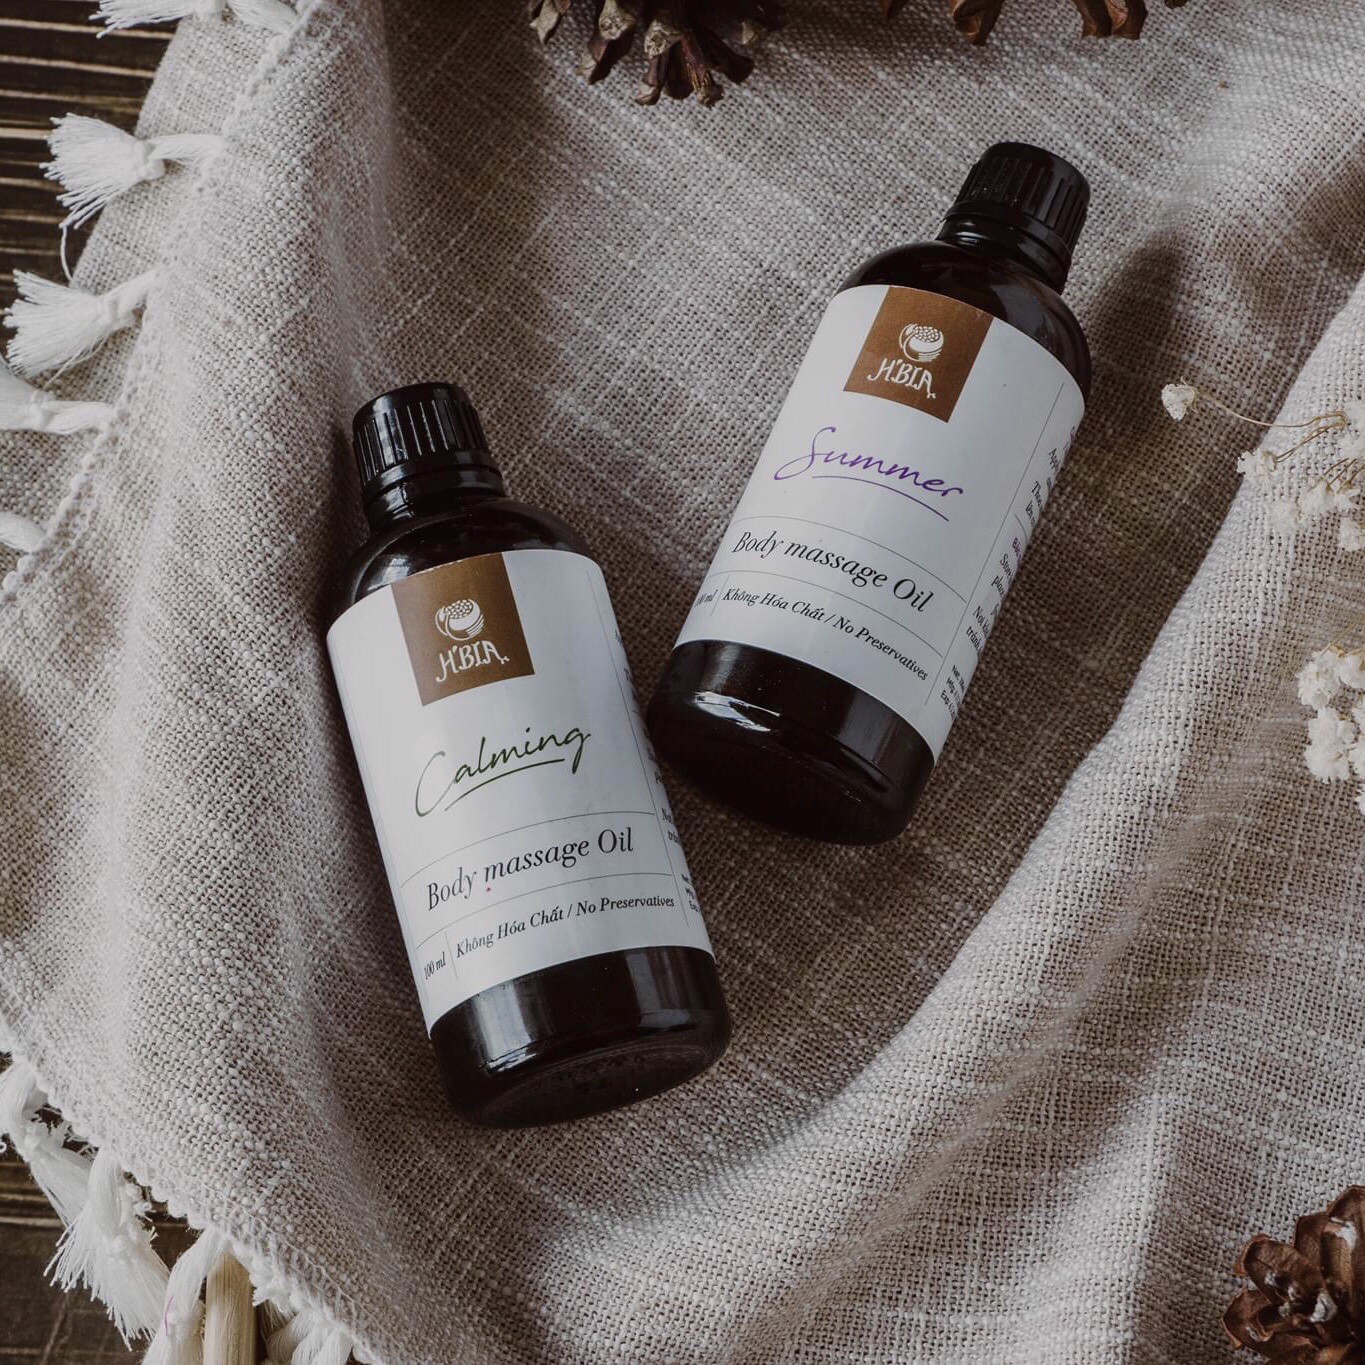 H'BIA
Calming
Body massage Oil
100 ml
Không Hóa Chất / No Preservatives
H'BIA
Summer
Body massage Oil
ml
Không Hóa Chất / No Preservatives